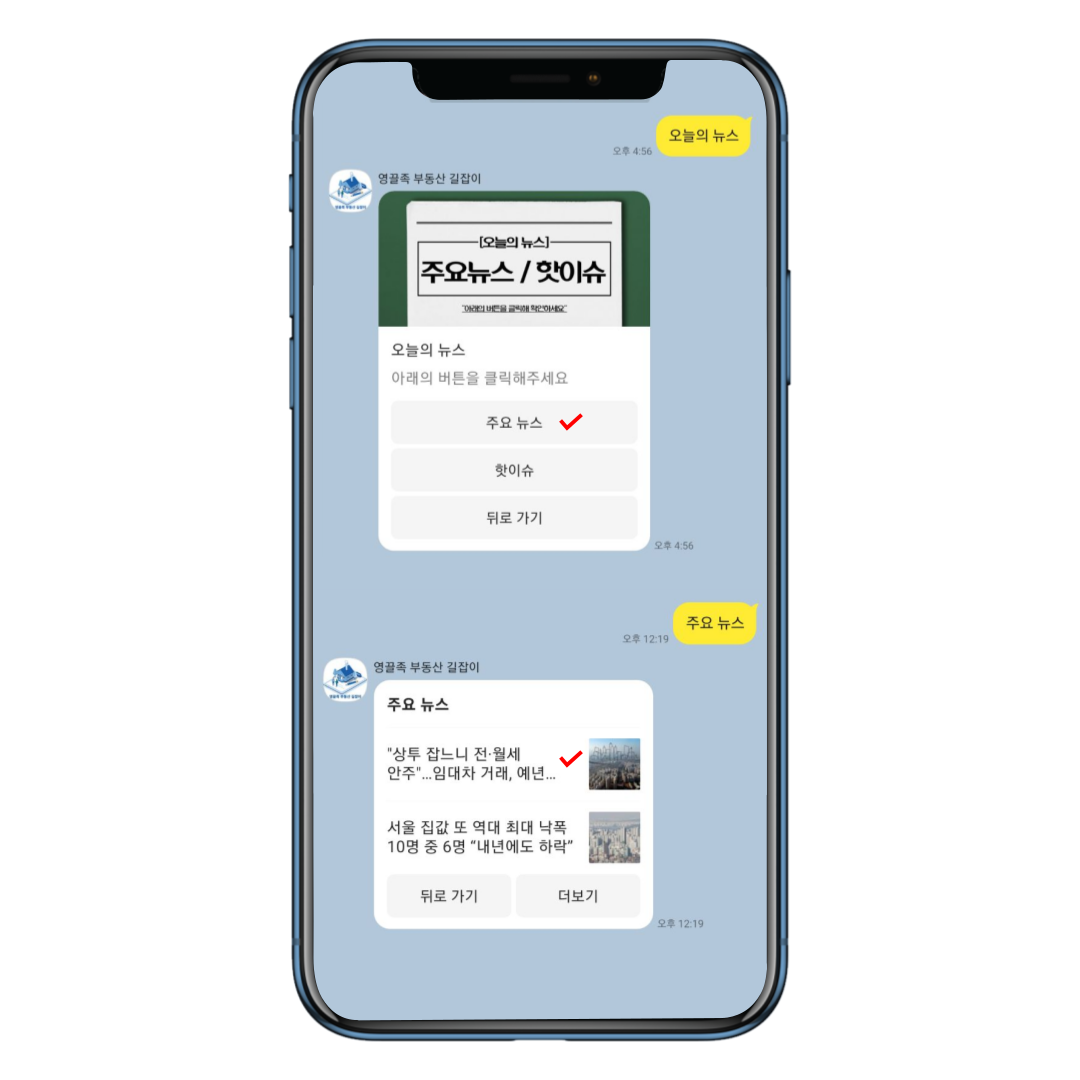 오늘의 뉴스
오후 4:56
영끌족 부동산 길잡이
[오늘의 뉴스]
주요뉴스 / 핫이슈
"아래의 버튼을 클릭해 확인하세요"
오늘의 뉴스
아래의 버튼을 클릭해주세요
주요 뉴스
핫이슈
뒤로 가기
오후 4:56
주요 뉴스
오후 12:19
영끌족 부동산 길잡이
주요 뉴스
"상투 잡느니 전·월세
안주"...임대차 거래, 예년...
서울 집값 또 역대 최대 낙폭
10명 중 6명 “내년에도 하락”
뒤로 가기
더보기
오후 12:19